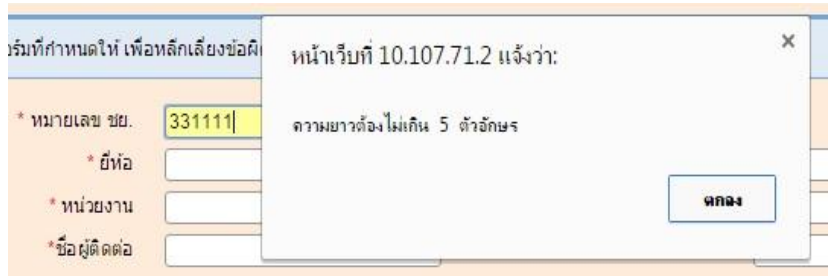 ร์มที่กำหนดให้ เพื่อหลีกเลี่ยงข้อผิ
หน้าเว็บที่ 10.107.71.2 แจ้งว่า:
×
* หมายเลข ชย.
331111
ความยาวต้องไม่เกิน 5 ตัวอักษร
* ยี่ห้อ
* หน่วยงาน
ตกลง
*ชื่อผู้ติดต่อ